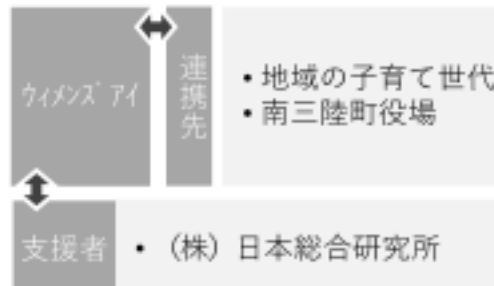 ウィメンズアイ
連携先
• 地域の子育て世代
• 南三陸町役場
支援者
• （株）日本総合研究所